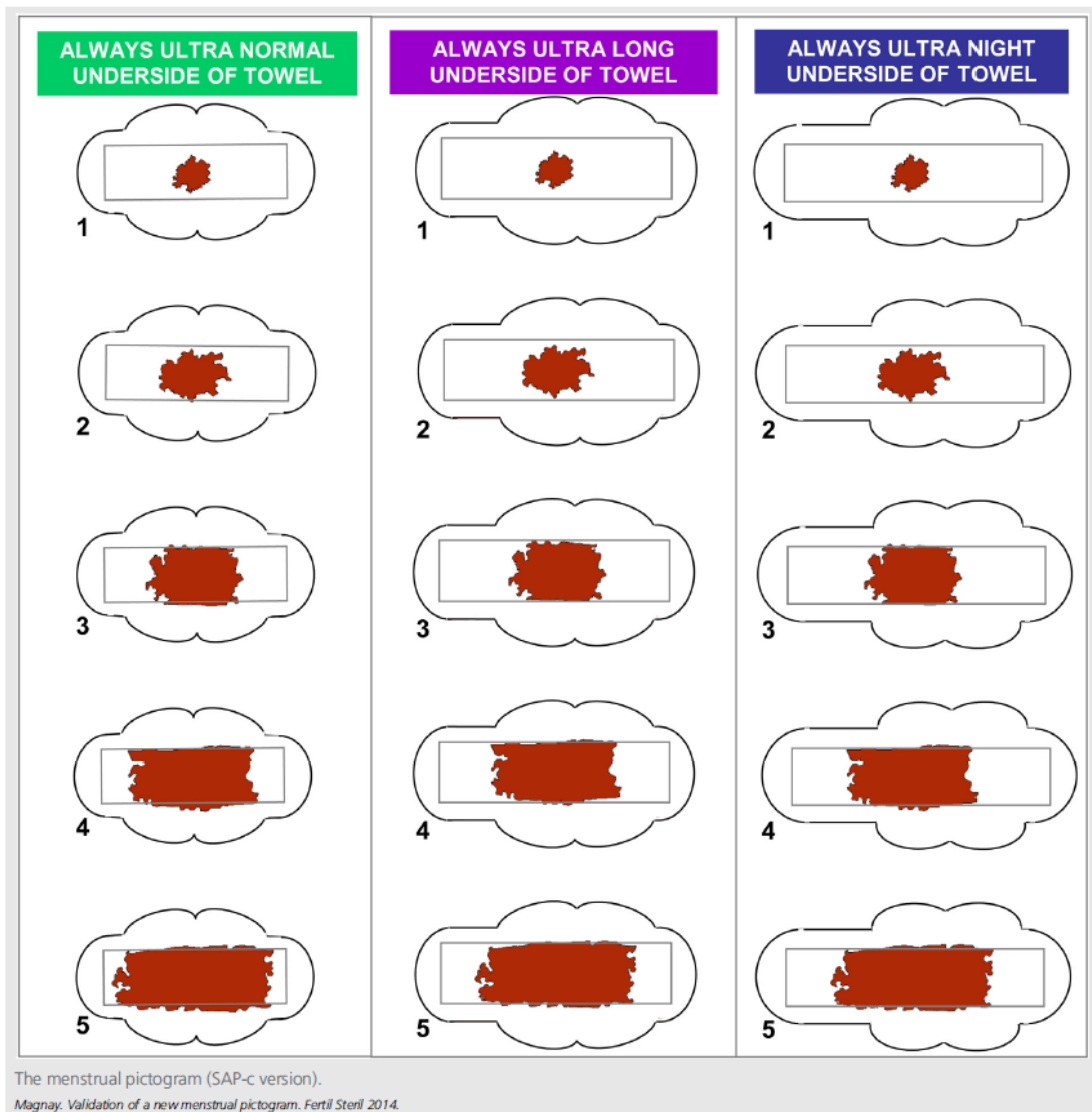 ALWAYS ULTRA NORMAL
UNDERSIDE OF TOWEL
1
2
3
4
5
ALWAYS ULTRA LONG
UNDERSIDE OF TOWEL
1
2
3
4
5
ALWAYS ULTRA NIGHT
UNDERSIDE OF TOWEL
1
2
3
4
5
The menstrual pictogram (SAP-c version).
Magnay. Validation of a new menstrual pictogram. Fertil Steril 2014.